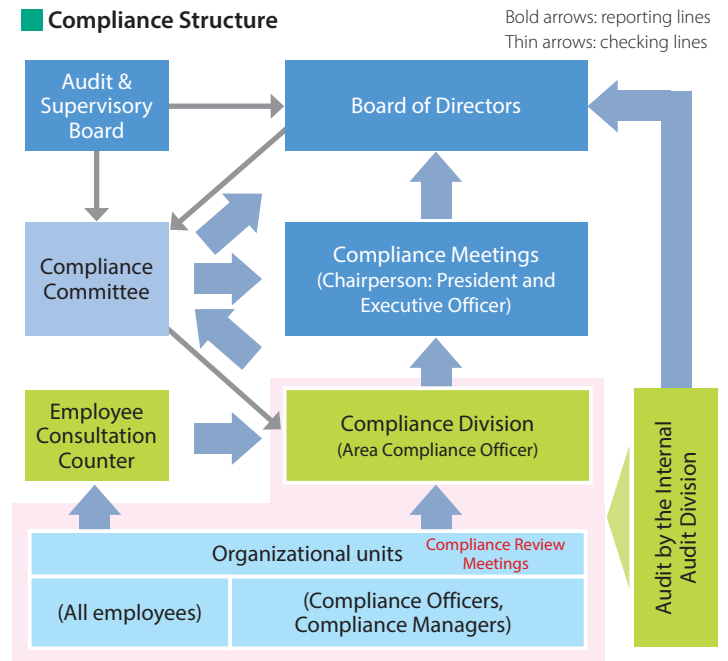 Compliance Structure
Bold arrows: reporting lines
Thin arrows: checking lines
Audit &
Supervisory
Board
Board of Directors
Compliance
Committee
Compliance Meetings
(Chairperson: President and
Executive Officer)
Employee
Consultation
Counter
Compliance Division
(Area Compliance Officer)
Audit by the Internal
Audit Division
Organizational units
Compliance Review
Meetings
(All employees)
(Compliance Officers,
Compliance Managers)